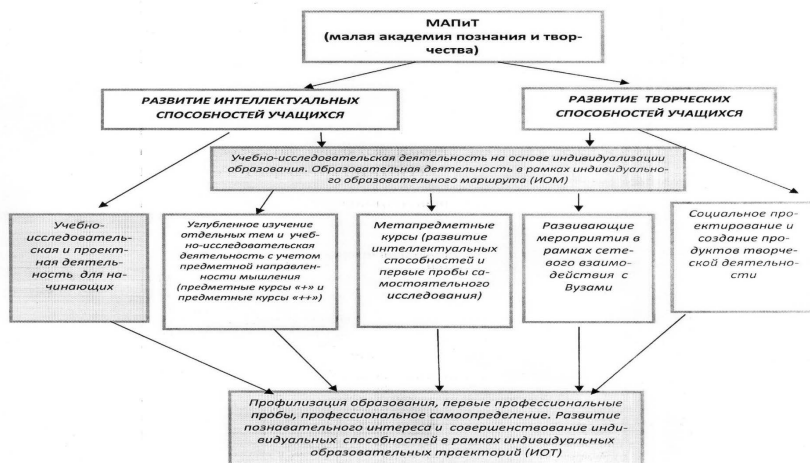 МАПиТ
(малая академия познания и твор-
чества)
РАЗВИТИЕ ИНТЕЛЛЕКТУАЛЬНЫХ
СПОСОБНОСТЕЙ УЧАЩИХСЯ
РАЗВИТИЕ ТВОРЧЕСКИХ
СПОСОБНОСТЕЙ УЧАЩИХСЯ
Учебно-исследовательская деятельность на основе индивидуализации
образования. Образовательная деятельность в рамках индивидуально-
го образовательного маршрута (ИОМ)
Учебно-
исследователь-
ская и проект-
ная деятель-
ность для на-
чинающих
Углубленное изучение
отдельных тем и учеб-
но-исследовательская
деятельность с учетом
предметной направлен-
ности мышления
(предметные курсы «+» и
предметные курсы «++»)
Метапредметные
курсы (развитие
интеллектуальных
способностей и
первые пробы са-
мостоятельного
исследования)
Развивающие
мероприятия в
рамках сете-
вого взаимо-
действия с
Вузами
Социальное про-
ектирование и
создание про-
дуктов творче-
ской деятельно-
сти
Профилизация образования, первые профессиональные
пробы, профессиональное самоопределение. Развитие
познавательного интереса и совершенствование инди-
видуальных способностей в рамках индивидуальных
образовательных траекторий (ИОТ)